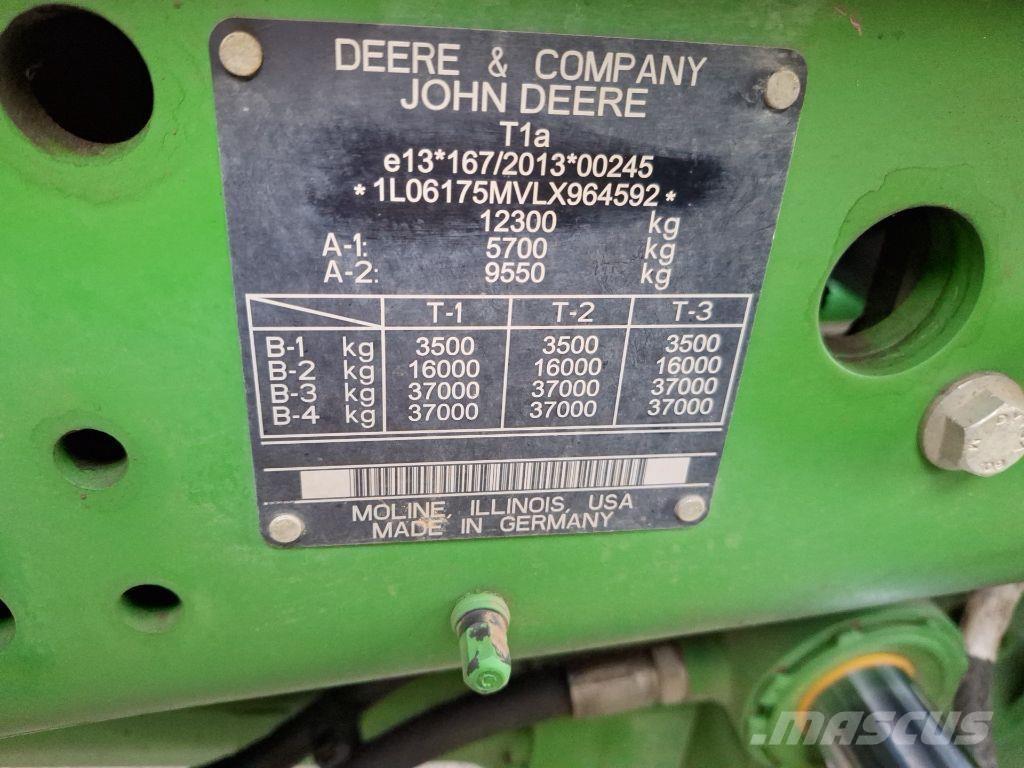 DEERE & COMPANY
JOHN DEERE
T1a
e13*167/2013*00245
*1L06175MVLX964592*
12300 kg
A-1: 5700 kg
A-2: 9550 kg
T-1 T-2 T-3
B-1 kg 3500 3500 3500
B-2 kg 16000 16000 16000
B-3 kg 37000 37000 37000
B-4 kg 37000 37000 37000
MOLINE, ILLINOIS, USA
MADE IN GERMANY
MASCUS